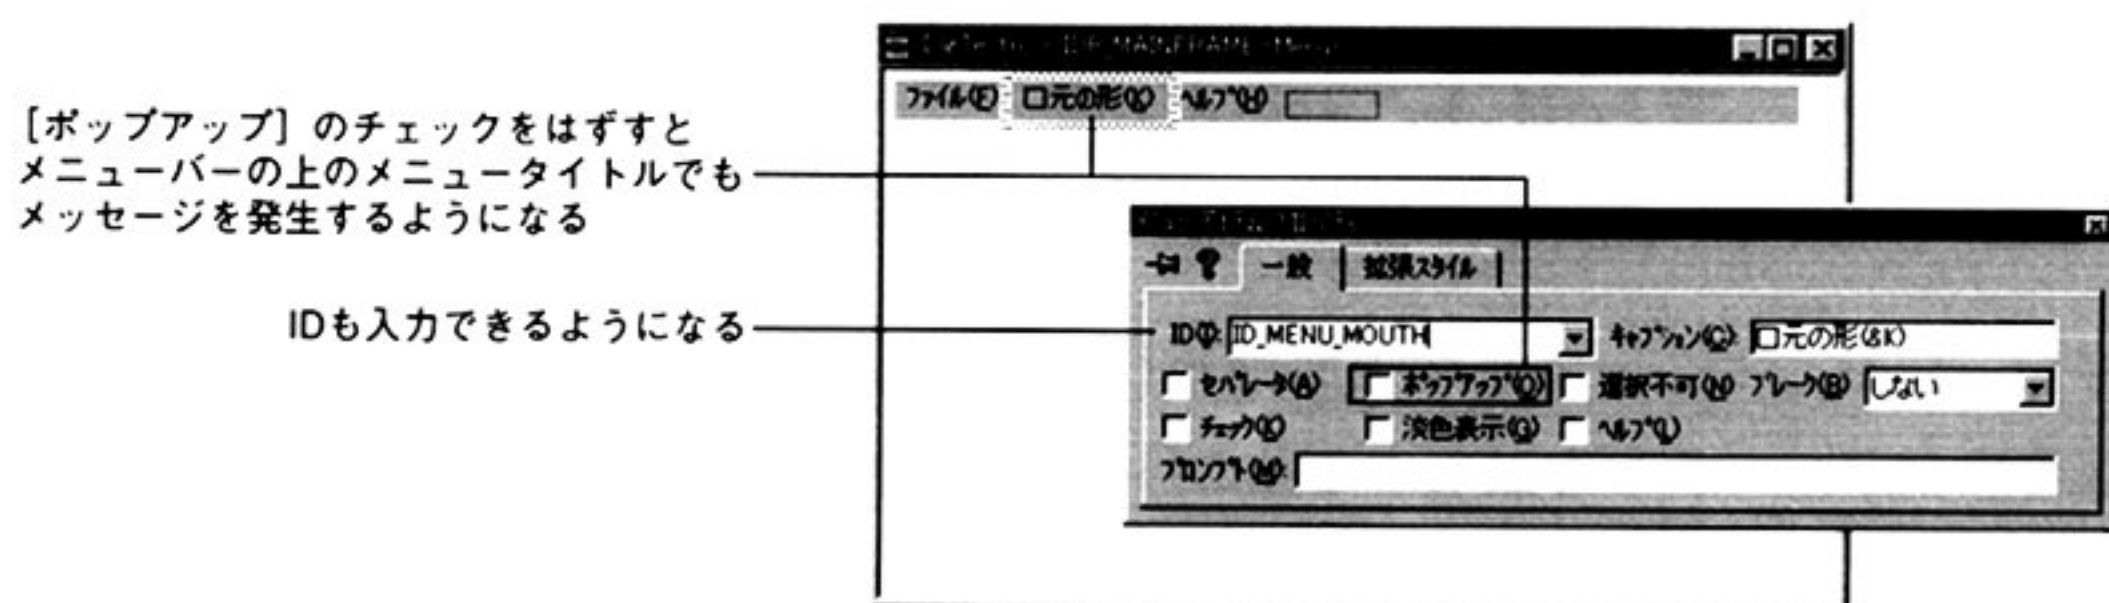 [ポップアップ] のチェックをはずすと
メニューバーの上のメニュータイトルでも
メッセージを発生するようになる
IDも入力できるようになる
IDR_MAINFRAME
ファイル(F) 口元の形(K) ヘルプ(H)
一般 拡張スタイル
ID(I): ID_MENU_MOUTH キャプション(C): 口元の形(&K)
セパレータ(A) ポップアップ(O) 選択不可(N) ブレーク(B) しない
チェック(K) 淡色表示(G) ヘルプ(L)
プロンプト(M):